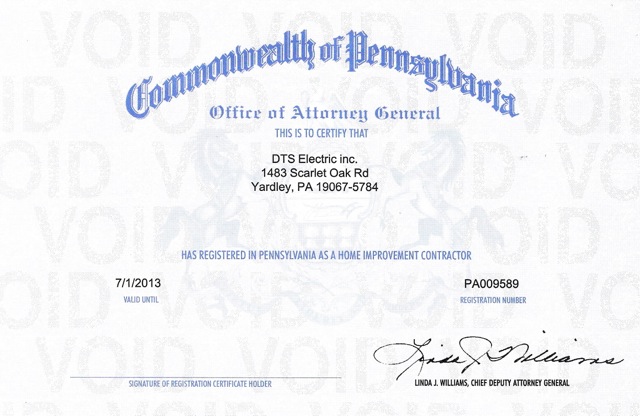 Commonwealth of Pennsylvania
Office of Attorney General
THIS IS TO CERTIFY THAT
DTS Electric inc.
1483 Scarlet Oak Rd
Yardley, PA 19067-5784
HAS REGISTERED IN PENNSYLVANIA AS A HOME IMPROVEMENT CONTRACTOR
7/1/2013 PA009589
VALID UNTIL REGISTRATION NUMBER
Linda J. Williams
SIGNATURE OF REGISTRATION CERTIFICATE HOLDER LINDA J. WILLIAMS, CHIEF DEPUTY ATTORNEY GENERAL
VOID